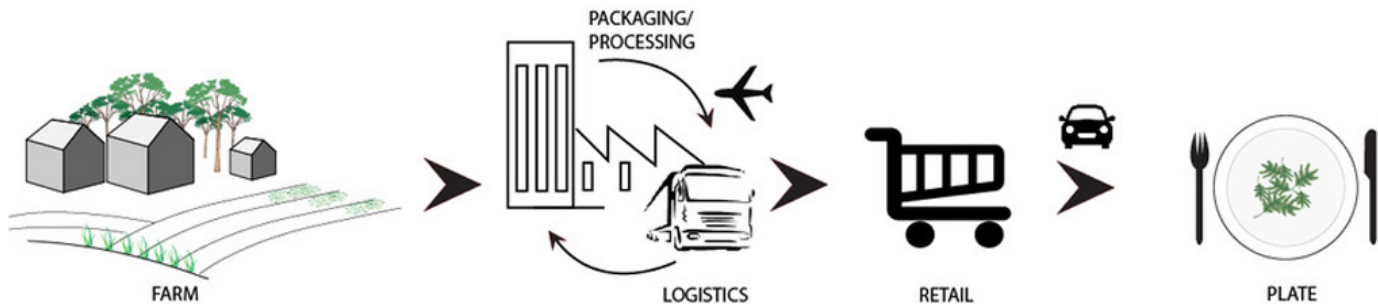 PACKAGING/
PROCESSING
FARM
LOGISTICS
RETAIL
PLATE